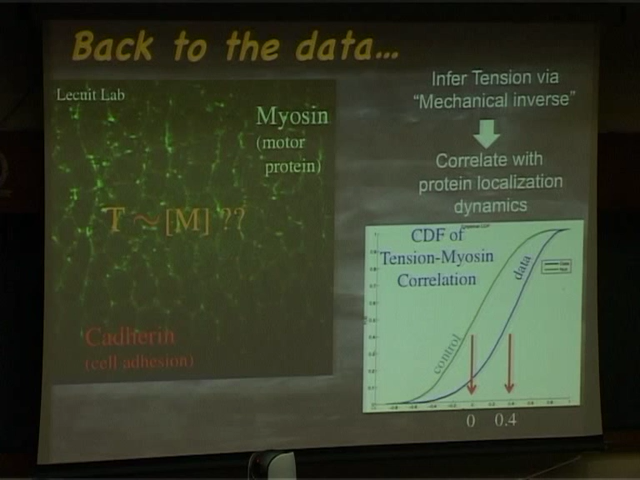 Back to the data...
Lecuit Lab
Myosin
(motor
protein)
T ~ [M] ??
Cadherin
(cell adhesion)
Infer Tension via
“Mechanical inverse”
Correlate with
protein localization
dynamics
CDF of
Tension-Myosin
Correlation
control
data
0 0.4